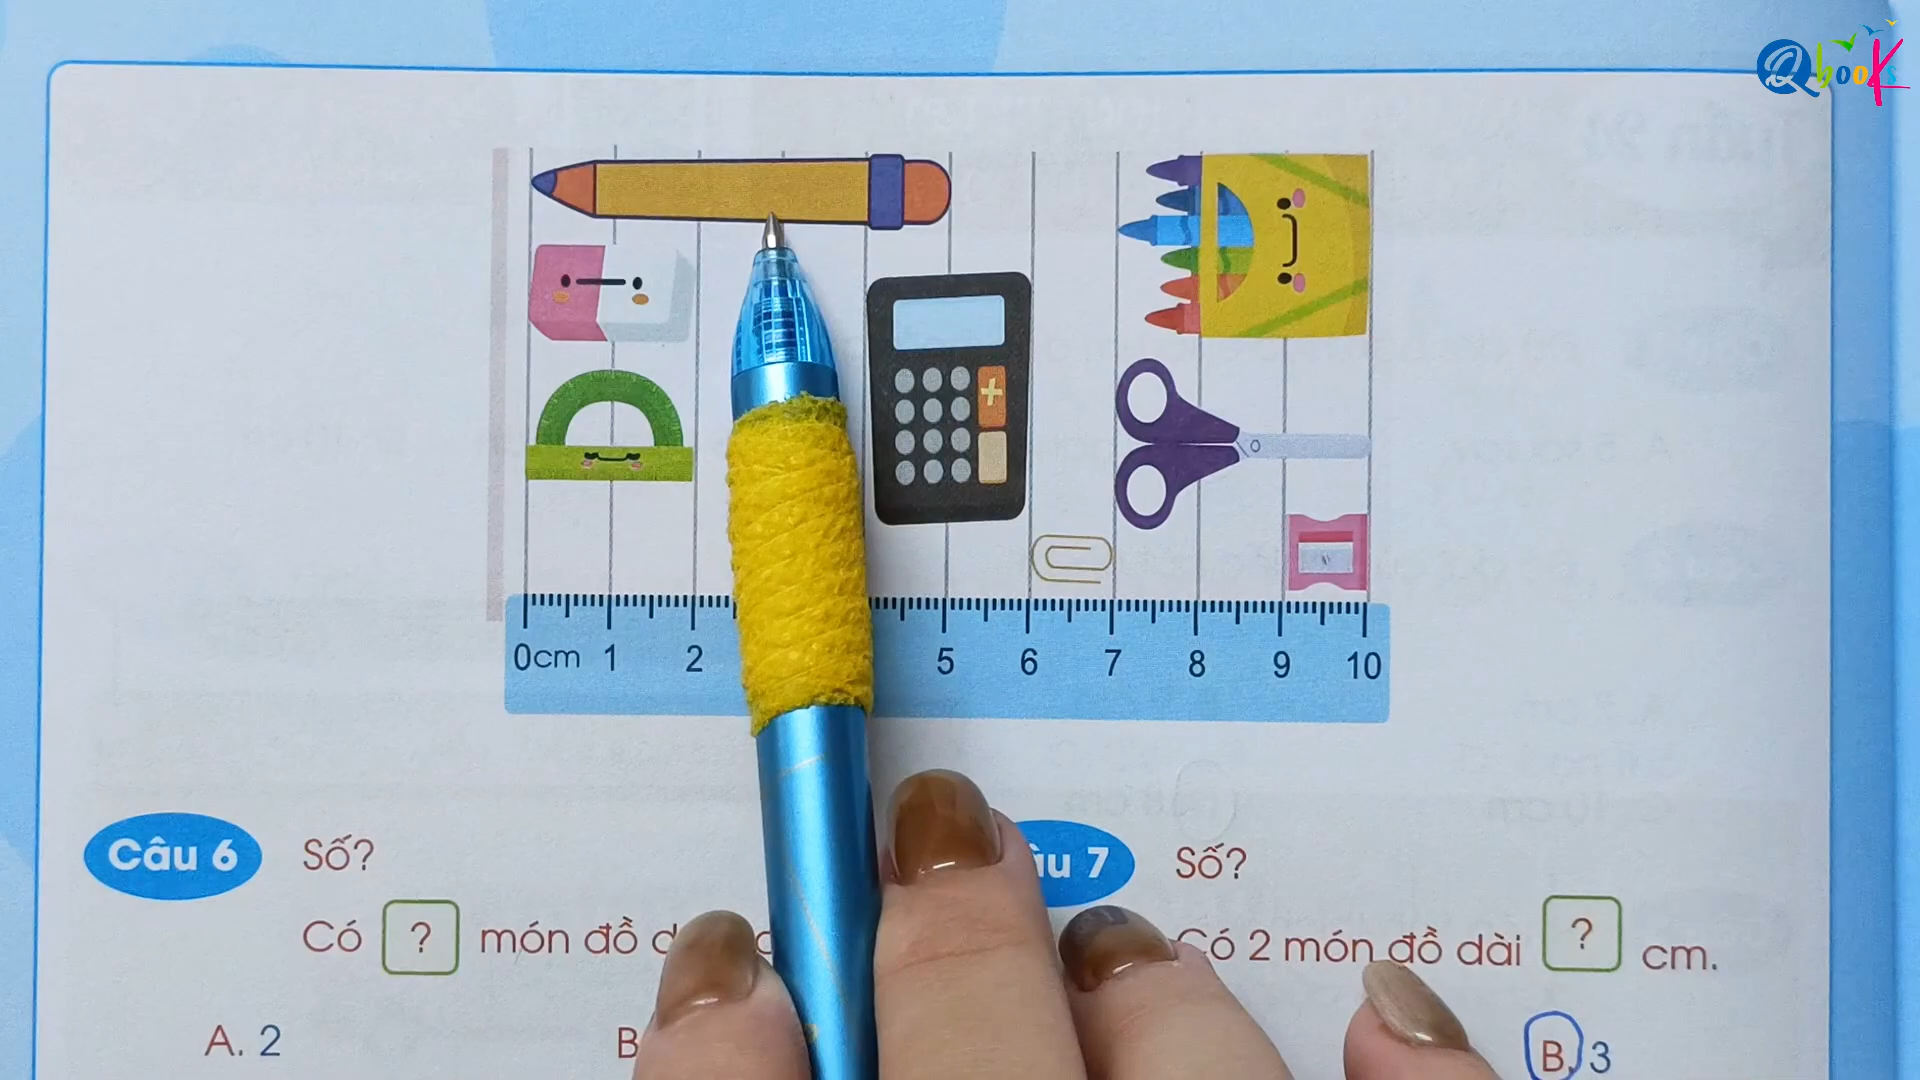 Qbooks
+
0cm 1 2 5 6 7 8 9 10
Câu 6 Số?
Có ? món đồ
A. 2
B
7 Số?
Có 2 món đồ dài ? cm.
B. 3